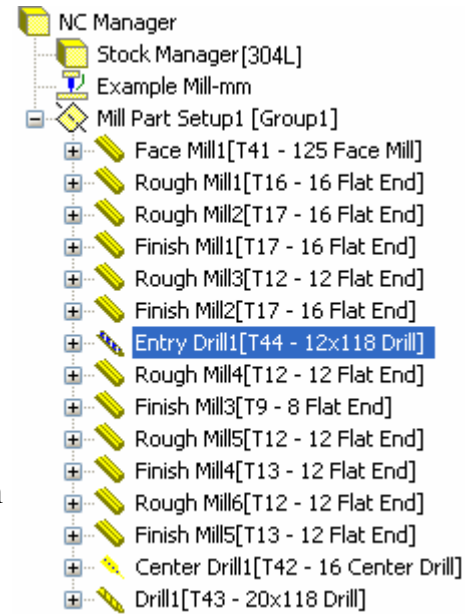 NC Manager
Stock Manager[304L]
Example Mill-mm
Mill Part Setup1 [Group1]
Face Mill1[T41 - 125 Face Mill]
Rough Mill1[T16 - 16 Flat End]
Rough Mill2[T17 - 16 Flat End]
Finish Mill1[T17 - 16 Flat End]
Rough Mill3[T12 - 12 Flat End]
Finish Mill2[T17 - 16 Flat End]
Entry Drill1[T44 - 12x118 Drill]
Rough Mill4[T12 - 12 Flat End]
Finish Mill3[T9 - 8 Flat End]
Rough Mill5[T12 - 12 Flat End]
Finish Mill4[T13 - 12 Flat End]
Rough Mill6[T12 - 12 Flat End]
Finish Mill5[T13 - 12 Flat End]
Center Drill1[T42 - 16 Center Drill]
Drill1[T43 - 20x118 Drill]